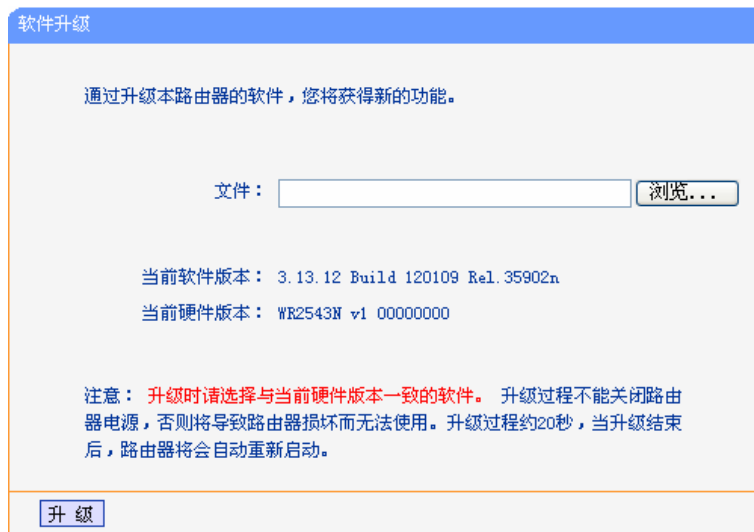 软件升级
通过升级本路由器的软件，您将获得新的功能。
文件： 浏览...
当前软件版本： 3.13.12 Build 120109 Rel.35902n
当前硬件版本： WR2543N v1 00000000
注意： 升级时请选择与当前硬件版本一致的软件。 升级过程不能关闭路由
器电源，否则将导致路由器损坏而无法使用。升级过程约20秒，当升级结束
后，路由器将会自动重新启动。
升 级